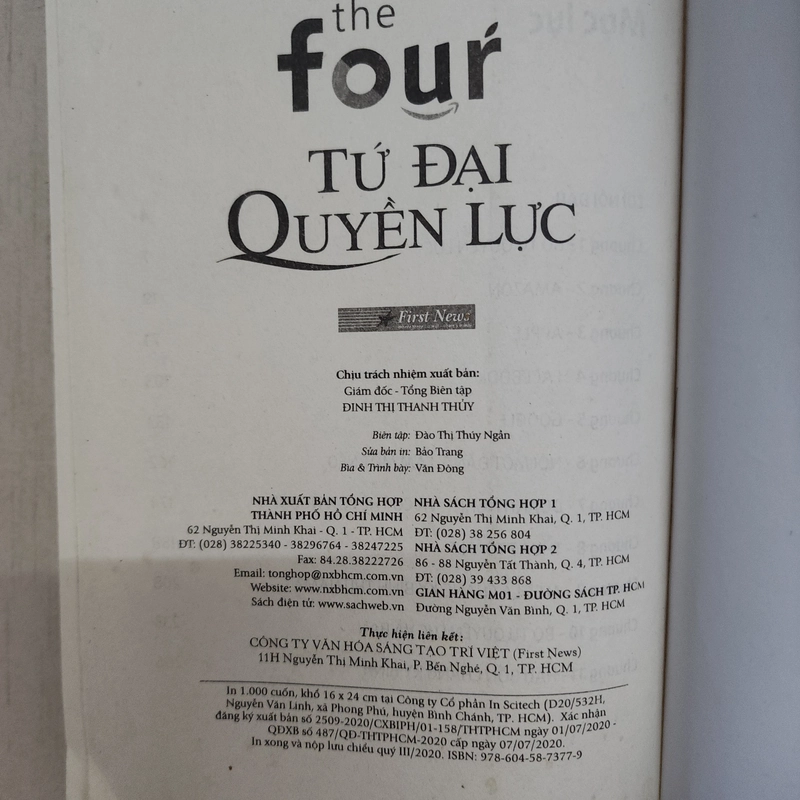 the
four
TỨ ĐẠI
QUYỀN LỰC
First News
Chịu trách nhiệm xuất bản:
Giám đốc - Tổng Biên tập
ĐINH THỊ THANH THỦY
Biên tập: Đào Thị Thúy Ngần
Sửa bản in: Bảo Trang
Bìa & Trình bày: Văn Đông
NHÀ XUẤT BẢN TỔNG HỢP
THÀNH PHỐ HỒ CHÍ MINH
62 Nguyễn Thị Minh Khai - Q. 1 - TP. HCM
ĐT: (028) 38225340 - 38296764 - 38247225
Fax: 84.28.38222726
Email: tonghop@nxbhcm.com.vn
Website: www.nxbhcm.com.vn
Sách điện tử: www.sachweb.vn
NHÀ SÁCH TỔNG HỢP 1
62 Nguyễn Thị Minh Khai, Q. 1, TP. HCM
ĐT: (028) 38 256 804
NHÀ SÁCH TỔNG HỢP 2
86 - 88 Nguyễn Tất Thành, Q. 4, TP. HCM
ĐT: (028) 39 433 868
GIAN HÀNG M01 - ĐƯỜNG SÁCH TP. HCM
Đường Nguyễn Văn Bình, Q. 1, TP. HCM
Thực hiện liên kết:
CÔNG TY VĂN HÓA SÁNG TẠO TRÍ VIỆT (First News)
11H Nguyễn Thị Minh Khai, P. Bến Nghé, Q. 1, TP. HCM
In 1.000 cuốn, khổ 16 x 24 cm tại Công ty Cổ phần In Scitech (D20/532H,
Nguyễn Văn Linh, xã Phong Phú, huyện Bình Chánh, TP. HCM). Xác nhận
đăng ký xuất bản số 2509-2020/CXBIPH/01-158/THTPHCM ngày 01/07/2020 -
QĐXB số 487/QĐ-THTPHCM-2020 cấp ngày 07/07/2020.
In xong và nộp lưu chiểu quý III/2020. ISBN: 978-604-58-7377-9